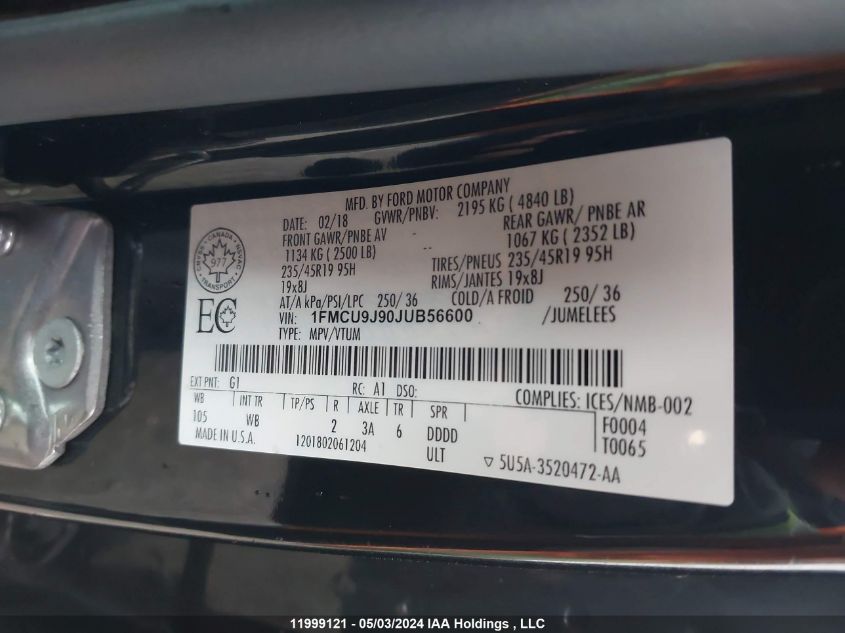 MFD. BY FORD MOTOR COMPANY
DATE: 02/18 GVWR/PNBV: 2195 KG ( 4840 LB)
FRONT GAWR/PNBE AV REAR GAWR/ PNBE AR
1134 KG ( 2500 LB) 1067 KG ( 2352 LB)
235/45R19 95H TIRES/PNEUS 235/45R19 95H
19x8J RIMS/JANTES 19x8J
AT/A kPa/PSI/LPC 250/ 36 COLD/A FROID 250/ 36
VIN: 1FMCU9J90JUB56600 /JUMELEES
TYPE: MPV/VTUM
CANADA
TRANSPORT
977
EC
EXT PNT: G1 RC: A1 DSO: COMPLIES: ICES/NMB-002
WB INT TR TP/PS R AXLE TR SPR F0004
105 WB 2 3A 6 DDDD T0065
MADE IN U.S.A. 1201802061204 ULT ▽ 5U5A-3520472-AA
11999121 - 05/03/2024 IAA Holdings , LLC